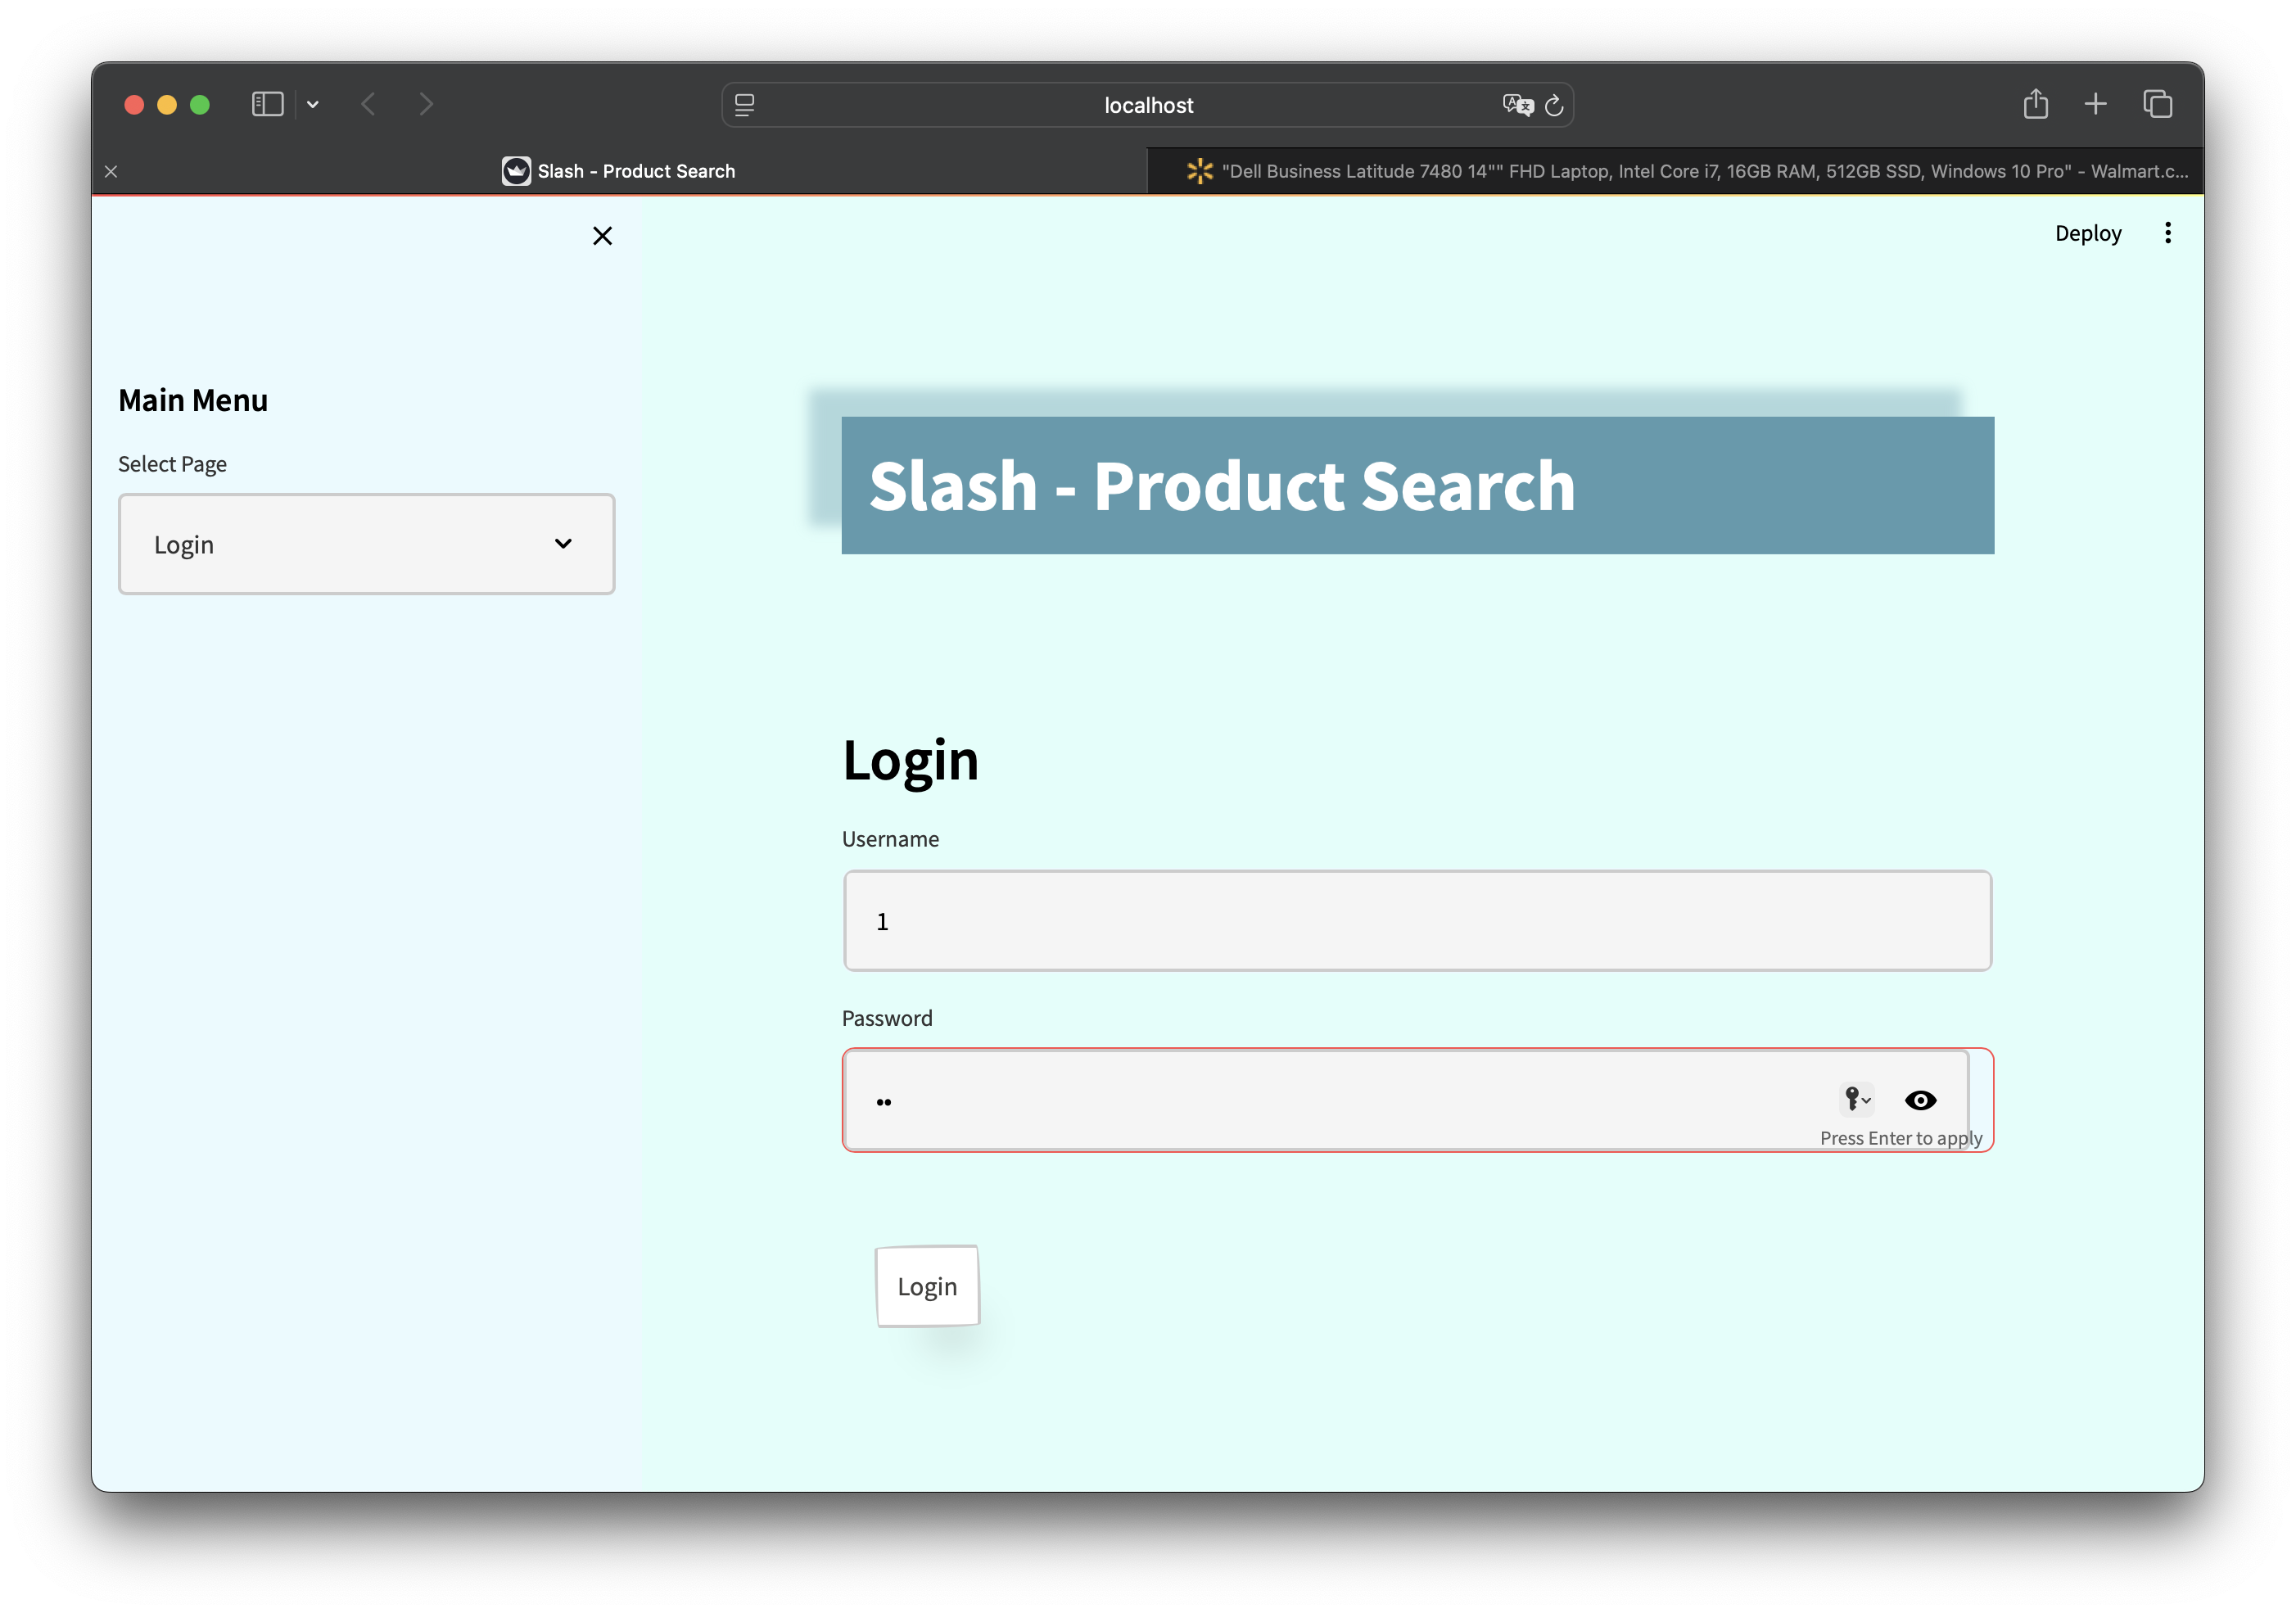 localhost
Slash - Product Search
"Dell Business Latitude 7480 14"" FHD Laptop, Intel Core i7, 16GB RAM, 512GB SSD, Windows 10 Pro" - Walmart.c...
Deploy
Main Menu
Select Page
Login
Slash - Product Search
Login
Username
1
Password
••
Press Enter to apply
Login